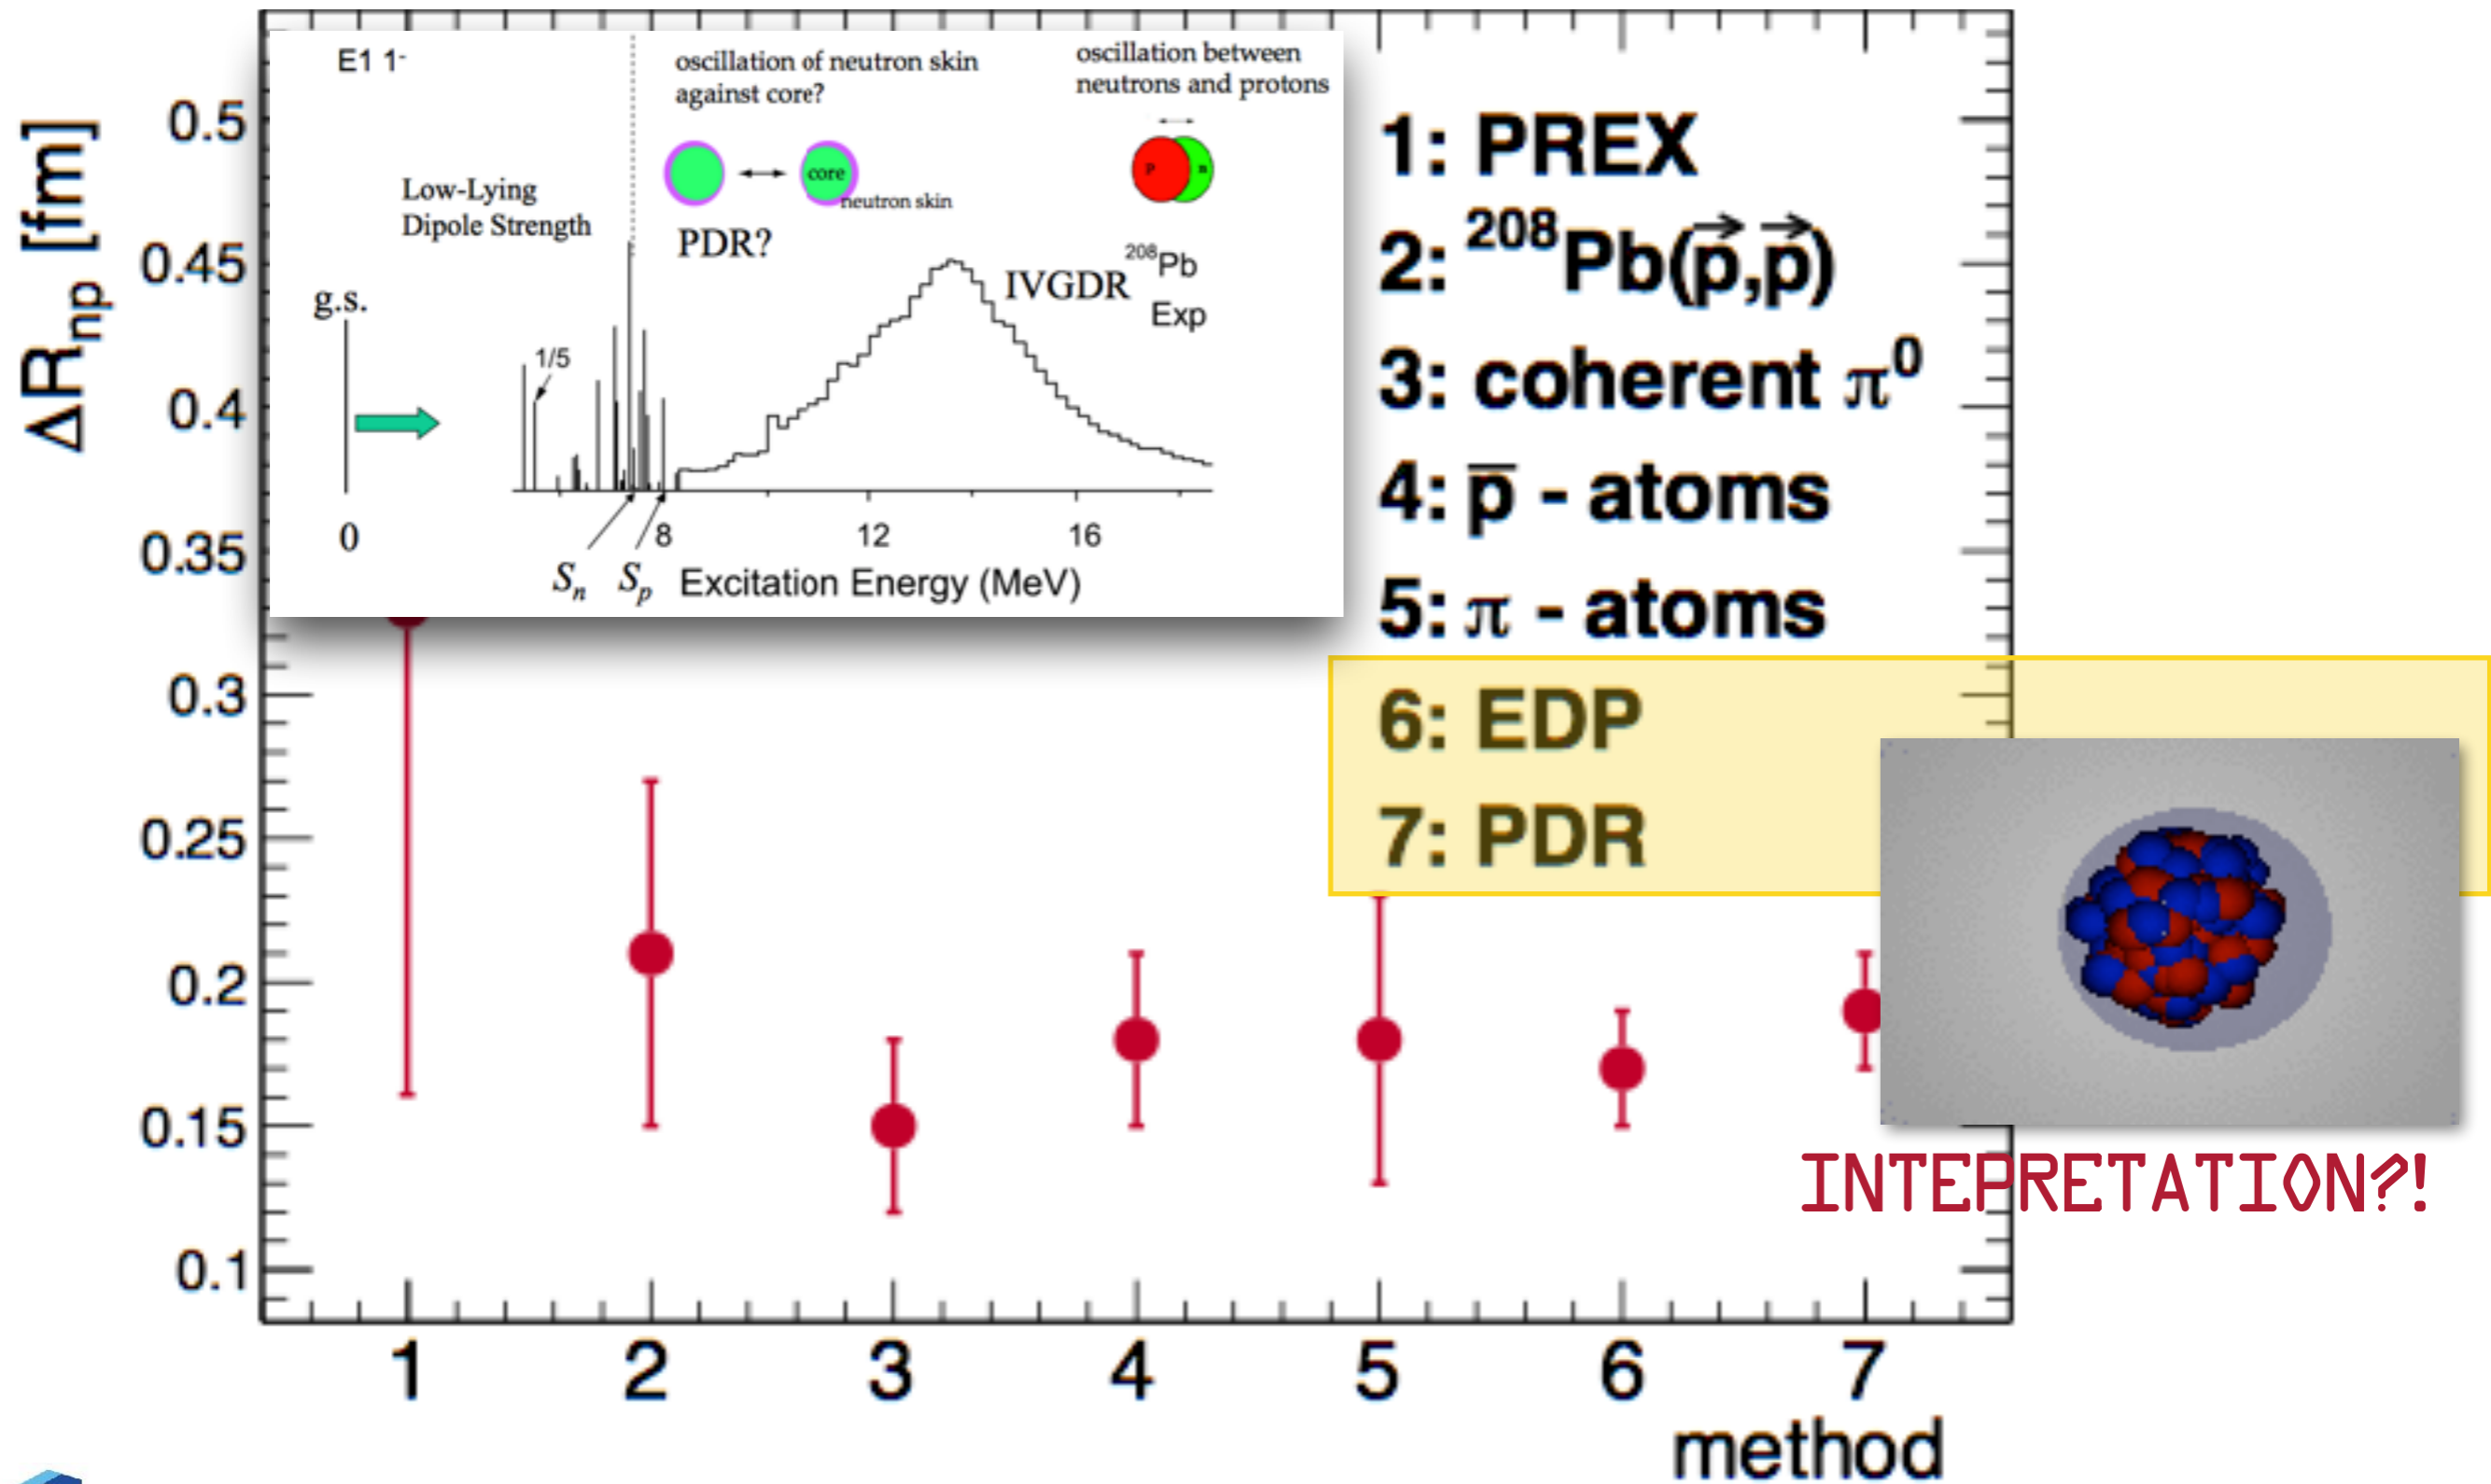 ΔRnp [fm]
0.5
0.45
0.4
0.35
0.3
0.25
0.2
0.15
0.1
E1 1-
oscillation of neutron skin
against core?
oscillation between
neutrons and protons
core
neutron skin
P
n
Low-Lying
Dipole Strength
PDR?
IVGDR
208Pb
Exp
g.s.
1/5
0
8
12
16
Sn
Sp
Excitation Energy (MeV)
1: PREX
2: 208Pb(p⃗,p⃗)
3: coherent π0
4: p̅ - atoms
5: π - atoms
6: EDP
7: PDR
INTEPRETATION?!
1
2
3
4
5
6
7
method